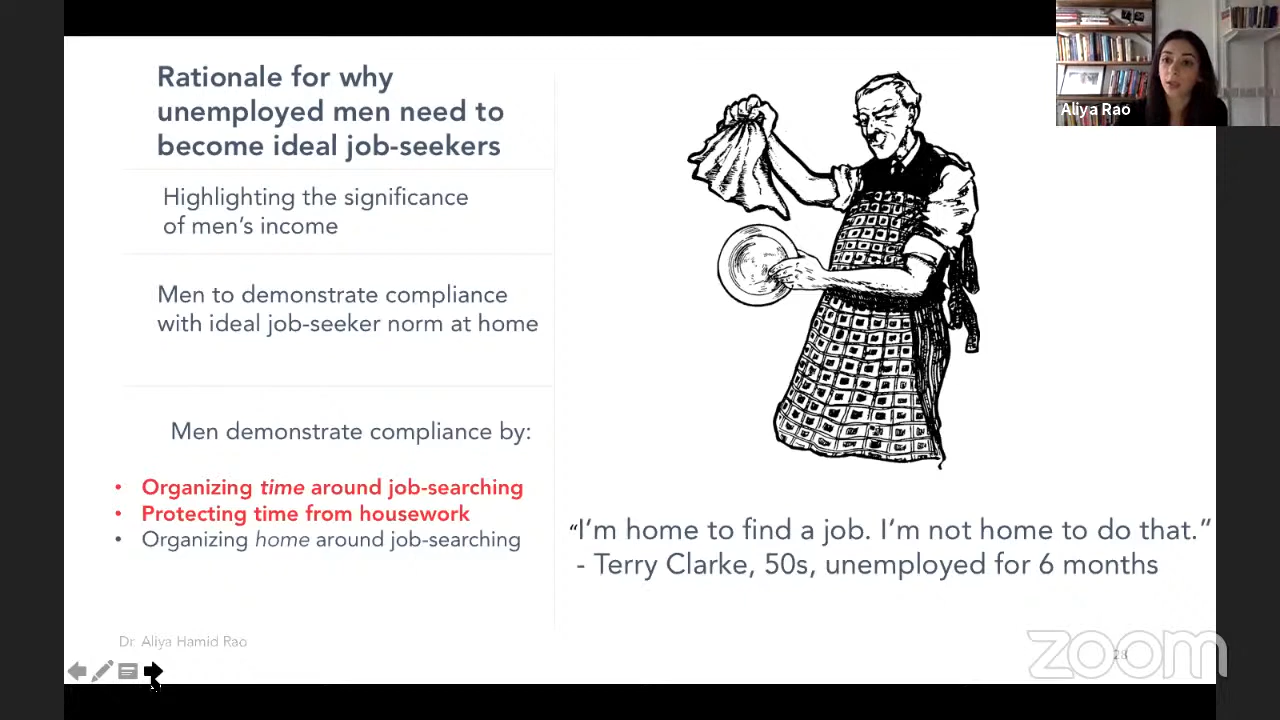 Rationale for why
unemployed men need to
become ideal job-seekers
Highlighting the significance
of men's income
Men to demonstrate compliance
with ideal job-seeker norm at home
Men demonstrate compliance by:
• Organizing time around job-searching
• Protecting time from housework
• Organizing home around job-searching
"I'm home to find a job. I'm not home to do that."
- Terry Clarke, 50s, unemployed for 6 months
Dr. Aliya Hamid Rao
28
zoom
Aliya Rao